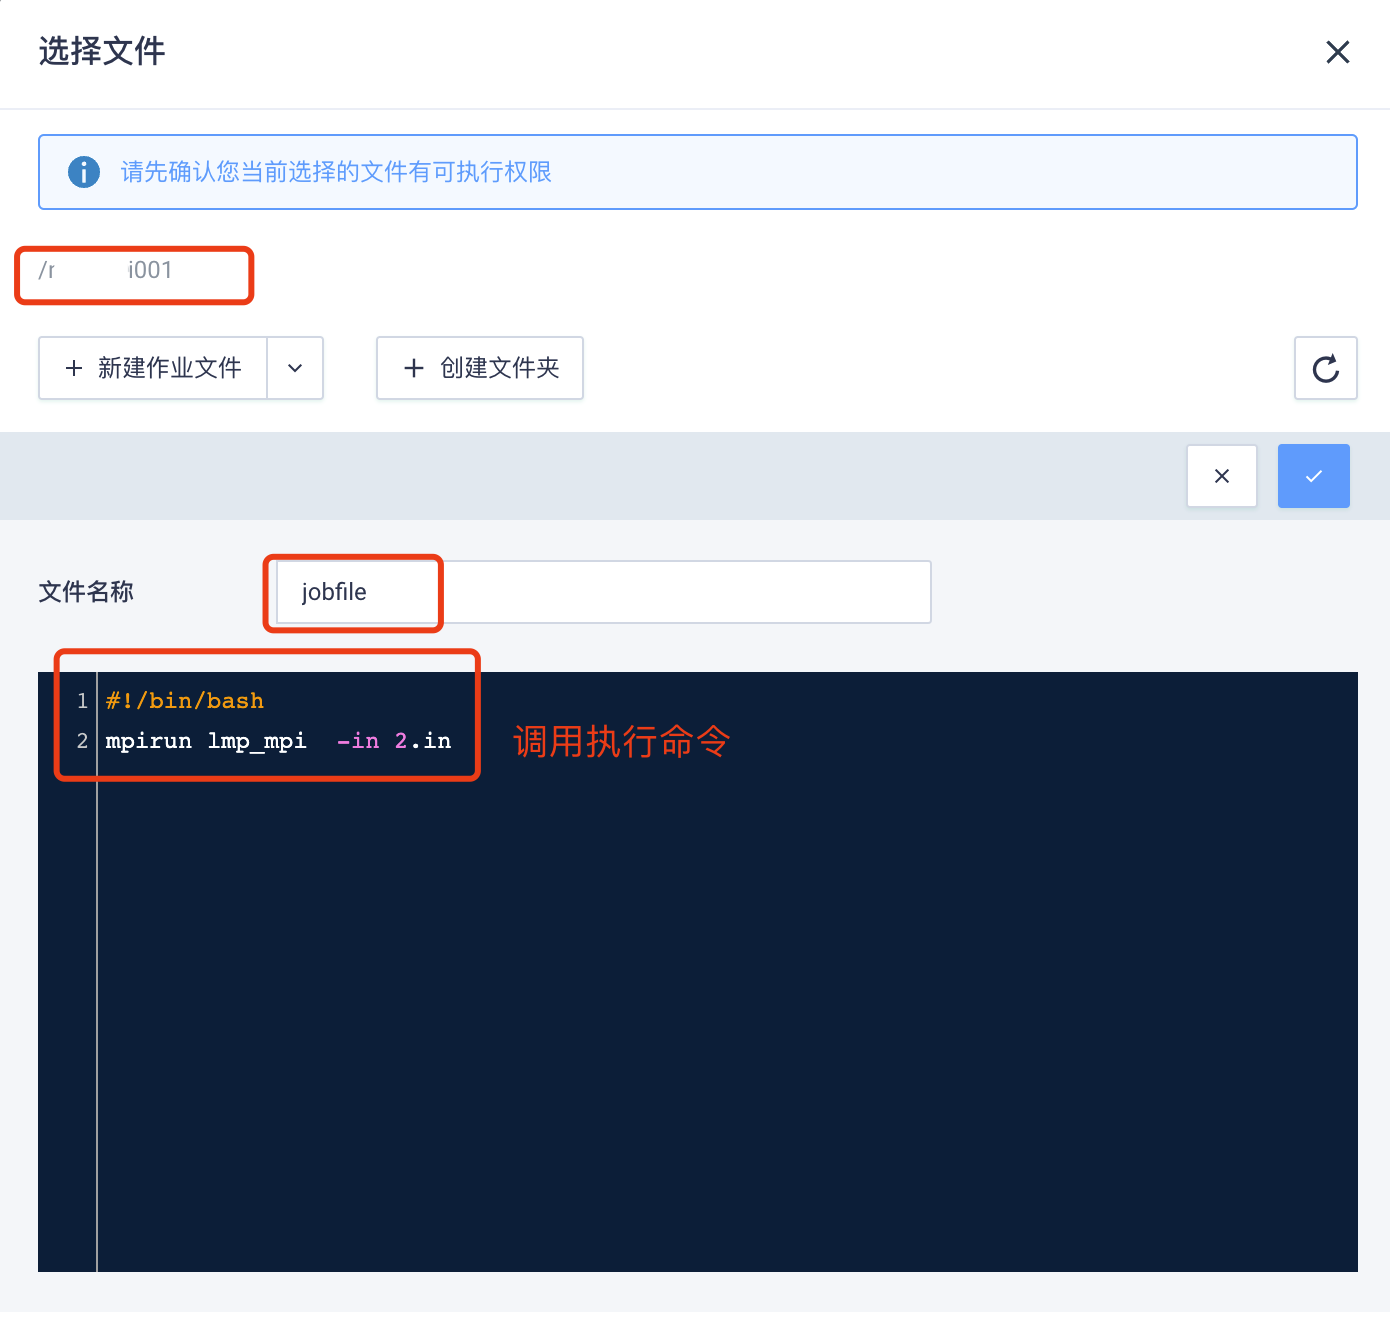 选择文件
请先确认您当前选择的文件有可执行权限
/r i001
新建作业文件
创建文件夹
文件名称 jobfile
1 #!/bin/bash
2 mpirun lmp_mpi  -in 2.in
调用执行命令